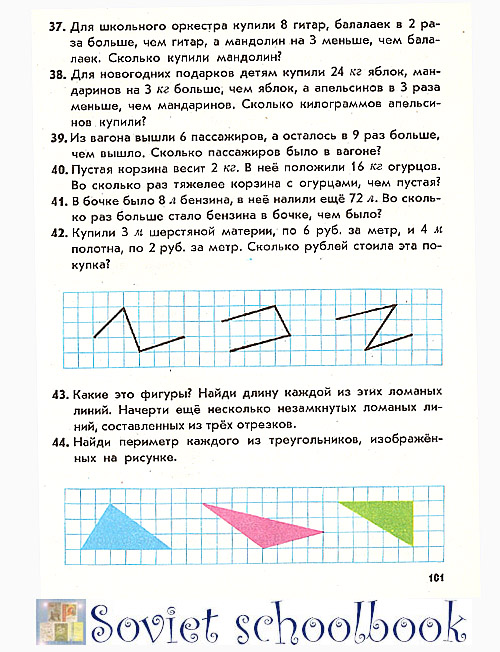 37. Для школьного оркестра купили 8 гитар, балалаек в 2 ра-
за больше, чем гитар, а мандолин на 3 меньше, чем бала-
лаек. Сколько купили мандолин?
38. Для новогодних подарков детям купили 24 кг яблок, ман-
даринов на 3 кг больше, чем яблок, а апельсинов в 3 раза
меньше, чем мандаринов. Сколько килограммов апельси-
нов купили?
39. Из вагона вышли 6 пассажиров, а осталось в 9 раз больше,
чем вышло. Сколько пассажиров было в вагоне?
40. Пустая корзина весит 2 кг. В неё положили 16 кг огурцов.
Во сколько раз тяжелее корзина с огурцами, чем пустая?
41. В бочке было 8 л бензина, в неё налили ещё 72 л. Во сколь-
ко раз больше стало бензина в бочке, чем было?
42. Купили 3 м шерстяной материи, по 6 руб. за метр, и 4 м
полотна, по 2 руб. за метр. Сколько рублей стоила эта по-
купка?
43. Какие это фигуры? Найди длину каждой из этих ломаных
линий. Начерти ещё несколько незамкнутых ломаных ли-
ний, составленных из трёх отрезков.
44. Найди периметр каждого из треугольников, изображён-
ных на рисунке.
101
Soviet schoolbook